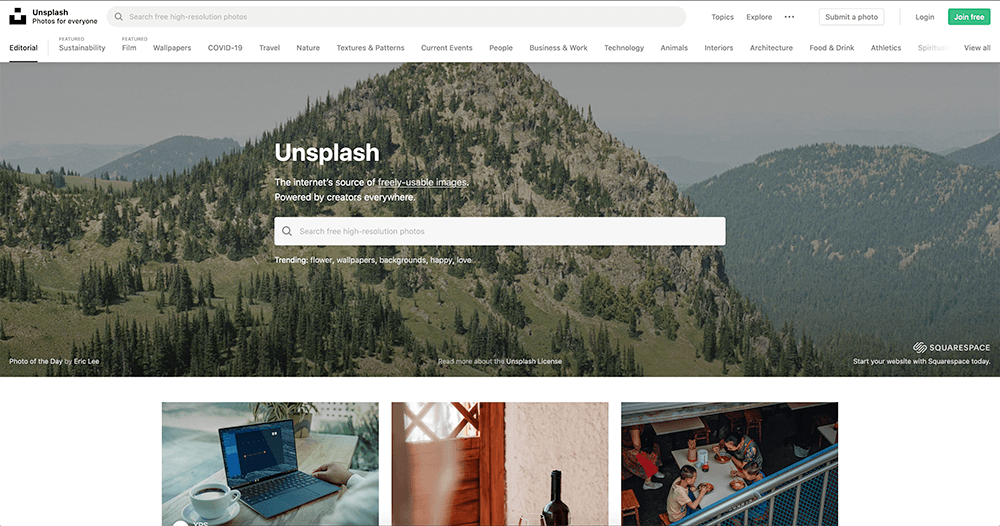 Unsplash
Photos for everyone
Search free high-resolution photos
Topics
Explore
Submit a photo
Login
Join free
Editorial
FEATURED
Sustainability
FEATURED
Film
Wallpapers
COVID-19
Travel
Nature
Textures & Patterns
Current Events
People
Business & Work
Technology
Animals
Interiors
Architecture
Food & Drink
Athletics
View all
Unsplash
The internet's source of freely-usable images.
Powered by creators everywhere.
Search free high-resolution photos
Trending: flower, wallpapers, backgrounds, happy, love
Photo of the Day by Eric Lee
Read more about the Unsplash License
SQUARESPACE
Start your website with Squarespace today.
XPS